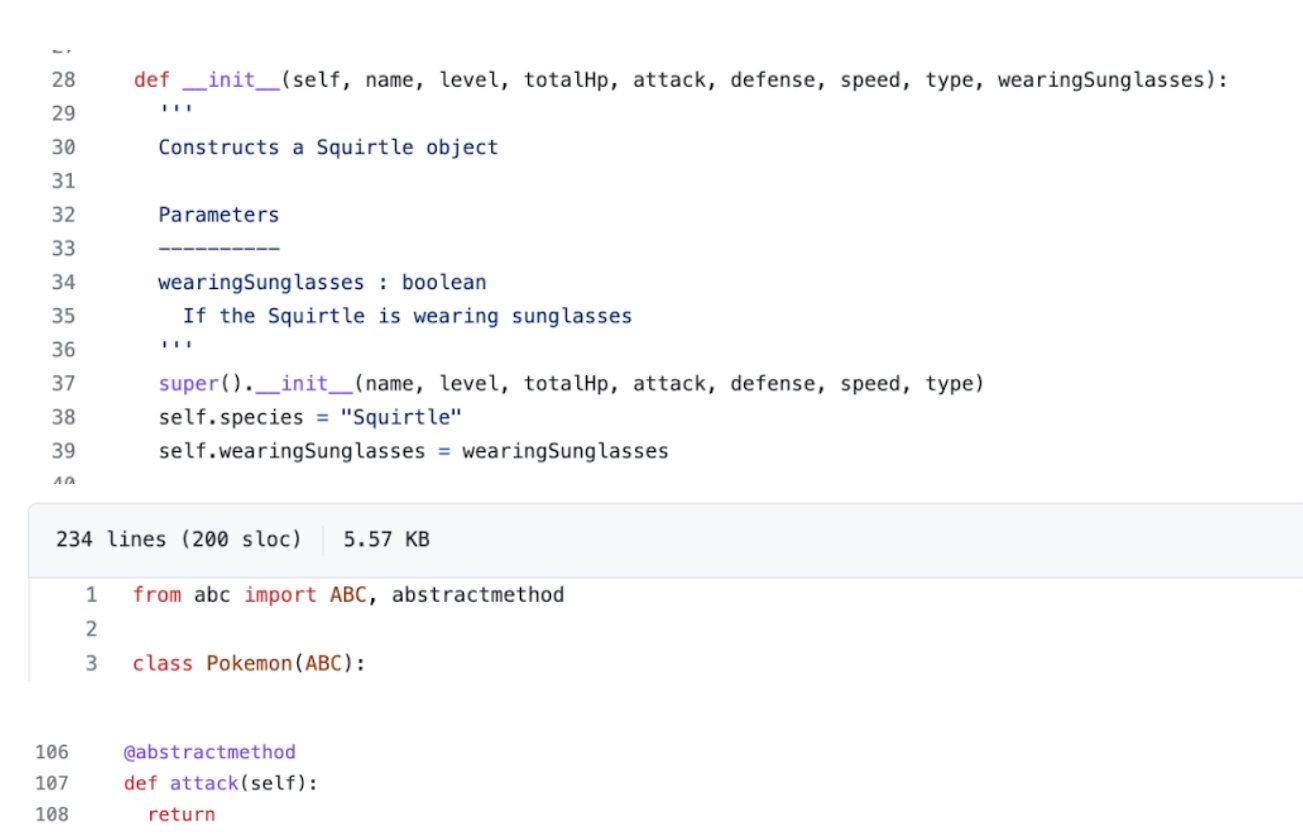 28 def __init__(self, name, level, totalHp, attack, defense, speed, type, wearingSunglasses):
29 '''
30 Constructs a Squirtle object
31
32 Parameters
33 ----------
34 wearingSunglasses : boolean
35 If the Squirtle is wearing sunglasses
36 '''
37 super().__init__(name, level, totalHp, attack, defense, speed, type)
38 self.species = "Squirtle"
39 self.wearingSunglasses = wearingSunglasses
234 lines (200 sloc) 5.57 KB
1 from abc import ABC, abstractmethod
2
3 class Pokemon(ABC):
106 @abstractmethod
107 def attack(self):
108 return